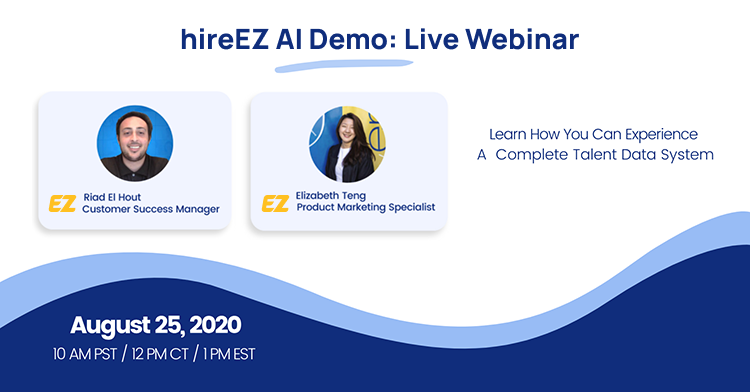 hireEZ AI Demo: Live Webinar
EZ
Riad El Hout
Customer Success Manager
EZ
Elizabeth Teng
Product Marketing Specialist
Learn How You Can Experience
A Complete Talent Data System
August 25, 2020
10 AM PST / 12 PM CT / 1 PM EST